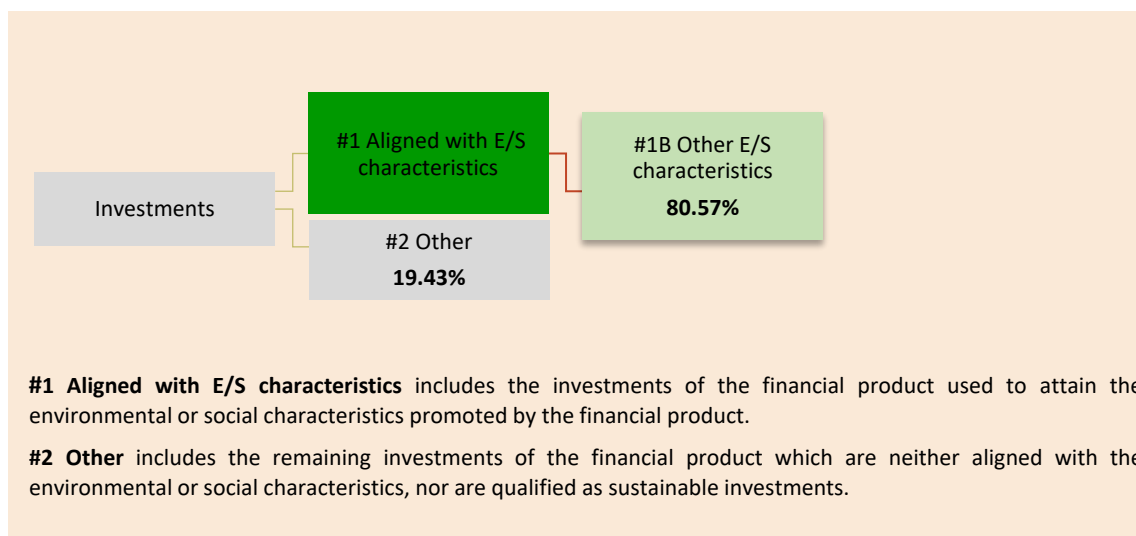 #1 Aligned with E/S
characteristics
#1B Other E/S
characteristics
80.57%
Investments
#2 Other
19.43%
#1 Aligned with E/S characteristics includes the investments of the financial product used to attain the
environmental or social characteristics promoted by the financial product.
#2 Other includes the remaining investments of the financial product which are neither aligned with the
environmental or social characteristics, nor are qualified as sustainable investments.